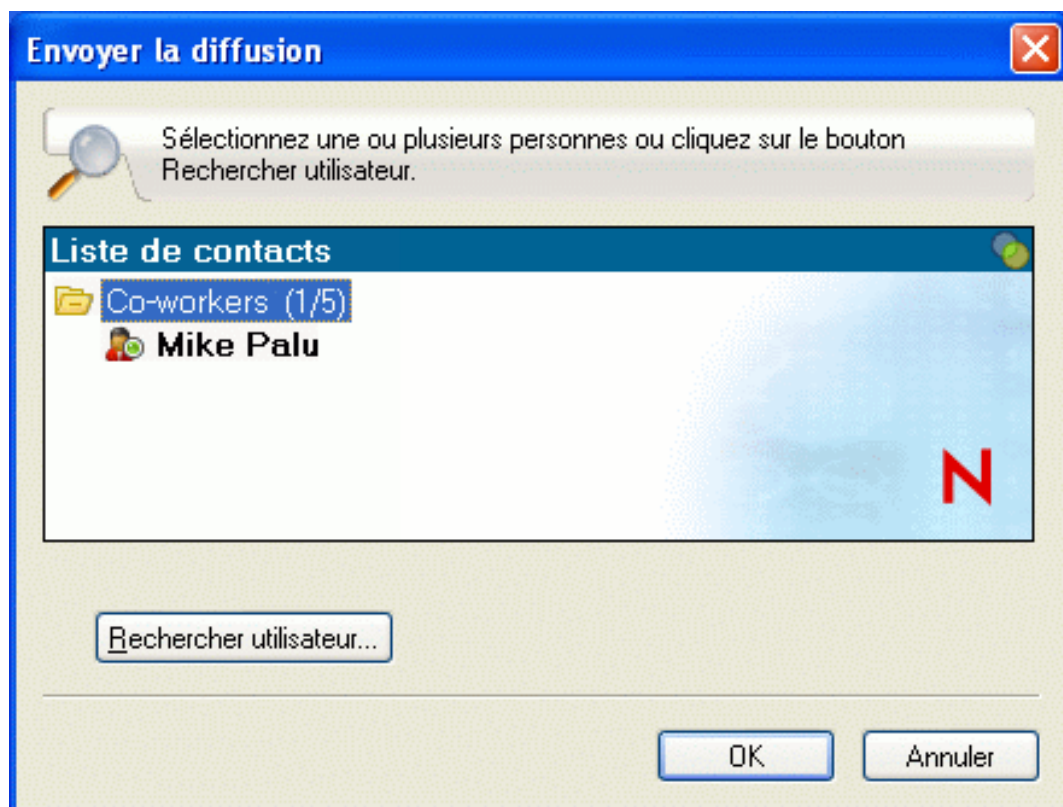 Envoyer la diffusion
Sélectionnez une ou plusieurs personnes ou cliquez sur le bouton
Rechercher utilisateur.
Liste de contacts
Co-workers (1/5)
Mike Palu
N
Rechercher utilisateur...
OK
Annuler